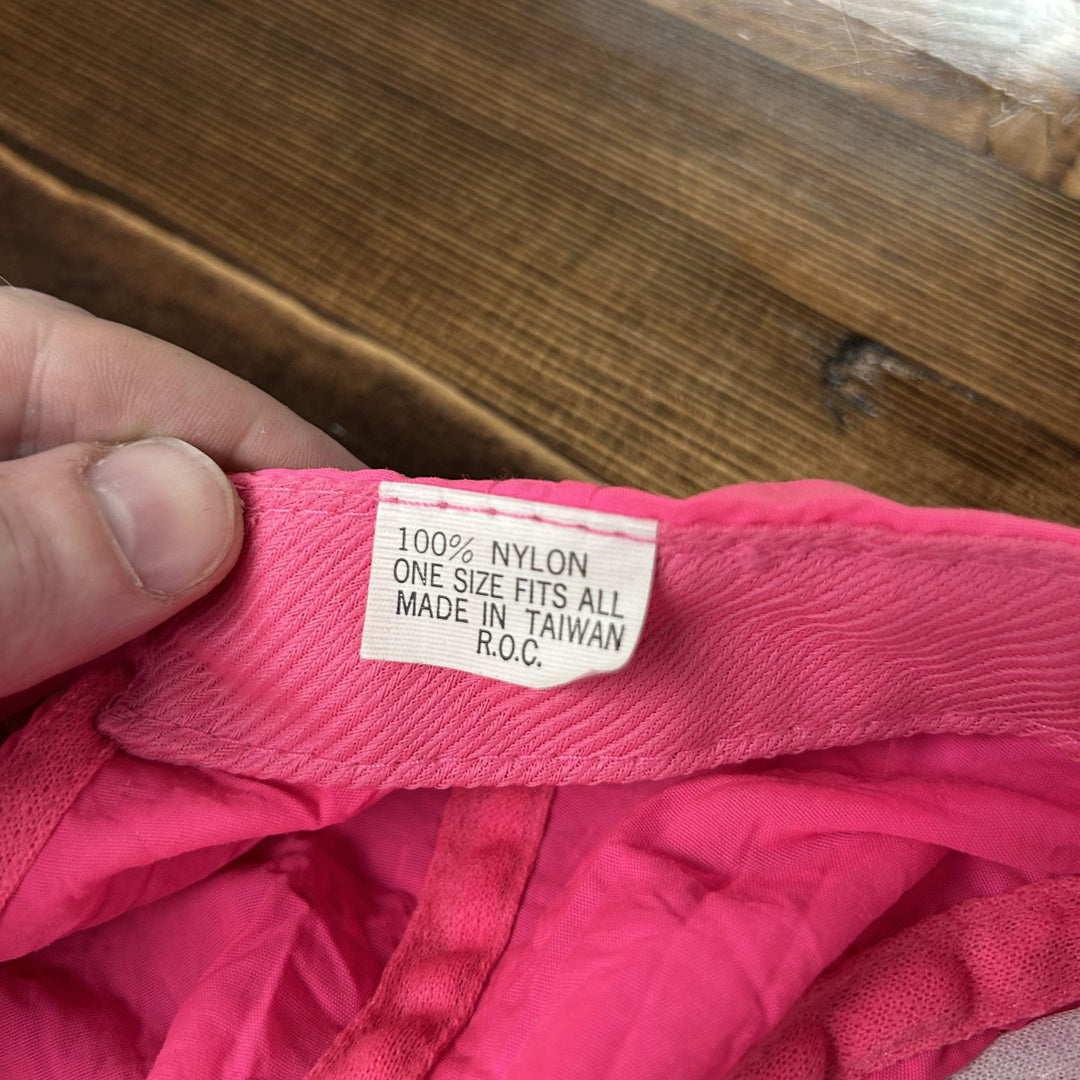 100% NYLON
ONE SIZE FITS ALL
MADE IN TAIWAN
R.O.C.